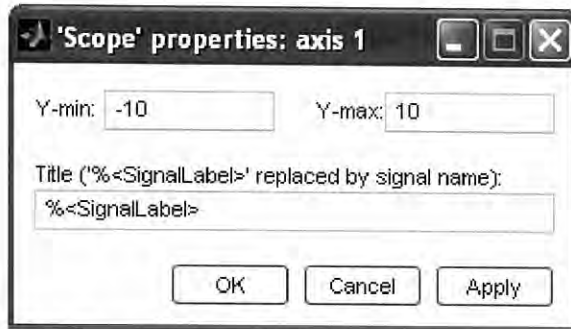 'Scope' properties: axis 1
Y-min: -10 Y-max: 10
Title ('%<SignalLabel>' replaced by signal name):
%<SignalLabel>
OK Cancel Apply